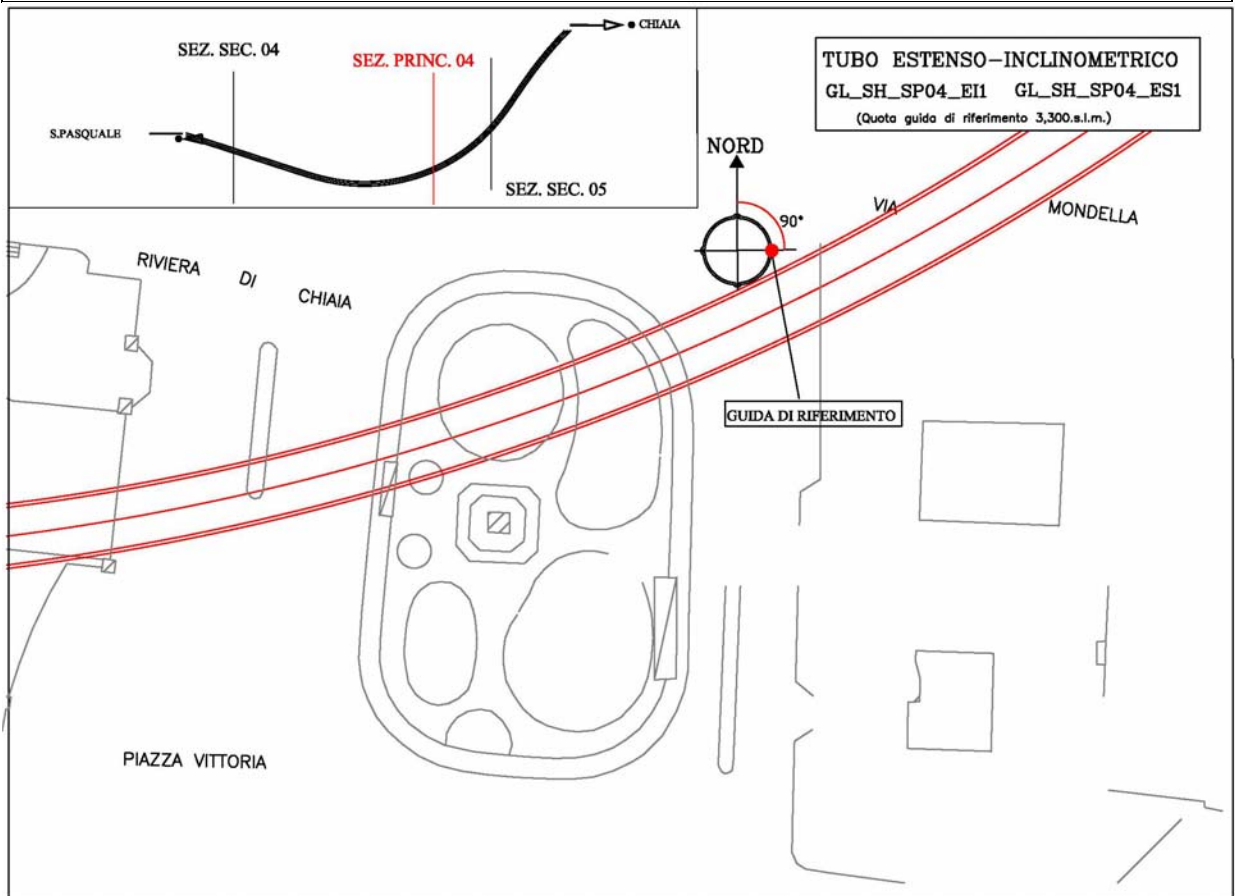 CHIAIA
SEZ. SEC. 04
SEZ. PRINC. 04
S.PASQUALE
SEZ. SEC. 05
TUBO ESTENSO-INCLINOMETRICO
GL_SH_SP04_EI1 GL_SH_SP04_ES1
(Quota guida di riferimento 3,300.s.l.m.)
NORD
90°
VIA MONDELLA
RIVIERA DI CHIAIA
GUIDA DI RIFERIMENTO
PIAZZA VITTORIA